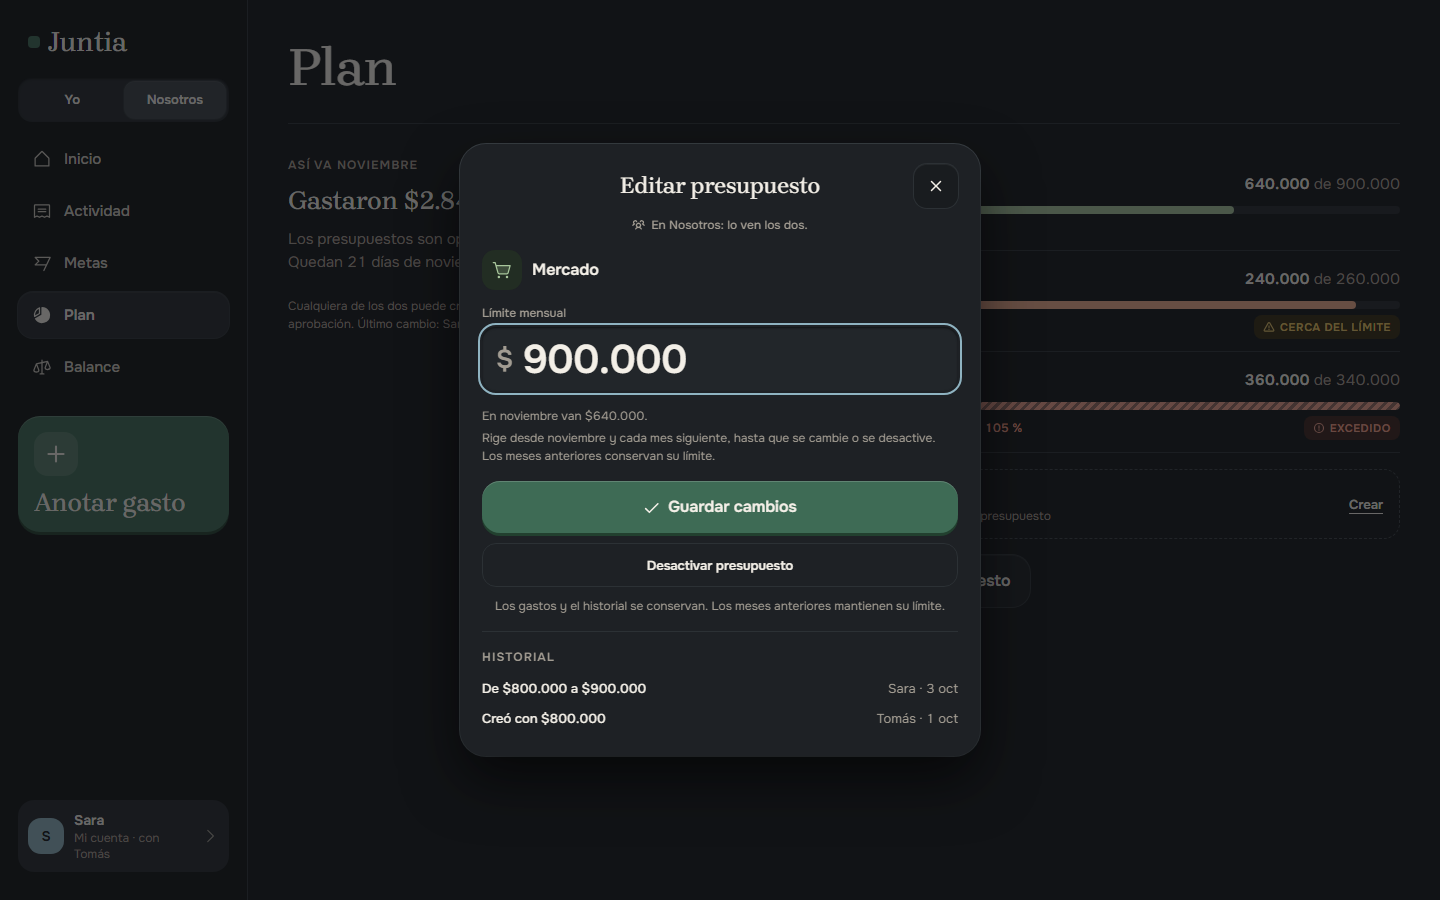 Juntia
Yo
Nosotros
Inicio
Actividad
Metas
Plan
Balance
Anotar gasto
Sara
Mi cuenta · con
Tomás
S
Plan
ASÍ VA NOVIEMBRE
Gastaron $2.8
Los presupuestos son
Quedan 21 días de
Cualquiera de los dos puede
aprobación. Último cambio:
Editar presupuesto
En Nosotros: lo ven los dos.
Mercado
Límite mensual
$ 900.000
En noviembre van $640.000.
Rige desde noviembre y cada mes siguiente, hasta que se cambie o se desactive.
Los meses anteriores conservan su límite.
Guardar cambios
Desactivar presupuesto
Los gastos y el historial se conservan. Los meses anteriores mantienen su límite.
HISTORIAL
De $800.000 a $900.000
Sara · 3 oct
Creó con $800.000
Tomás · 1 oct
640.000 de 900.000
240.000 de 260.000
CERCA DEL LÍMITE
360.000 de 340.000
105 %
EXCEDIDO
presupuesto
Crear